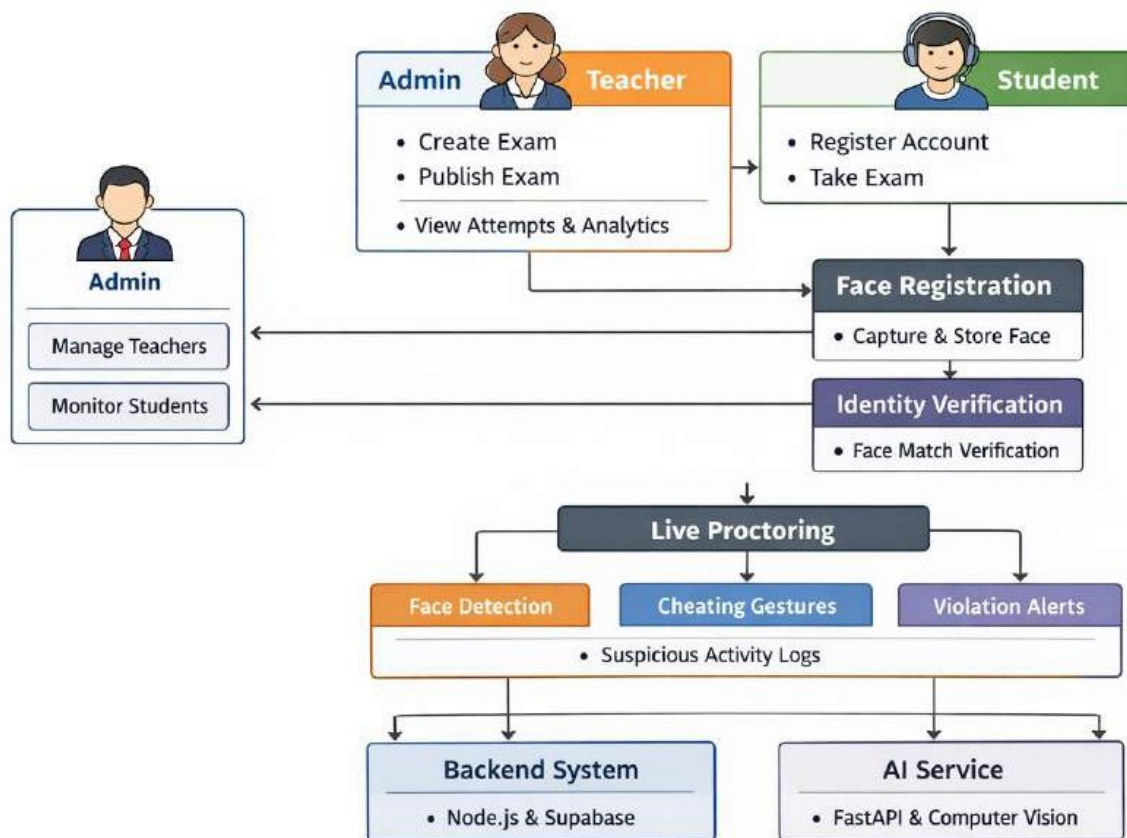 Admin
Teacher
• Create Exam
• Publish Exam
• View Attempts & Analytics
Student
• Register Account
• Take Exam
Admin
Manage Teachers
Monitor Students
Face Registration
• Capture & Store Face
Identity Verification
• Face Match Verification
Live Proctoring
Face Detection
Cheating Gestures
Violation Alerts
• Suspicious Activity Logs
Backend System
• Node.js & Supabase
AI Service
• FastAPI & Computer Vision